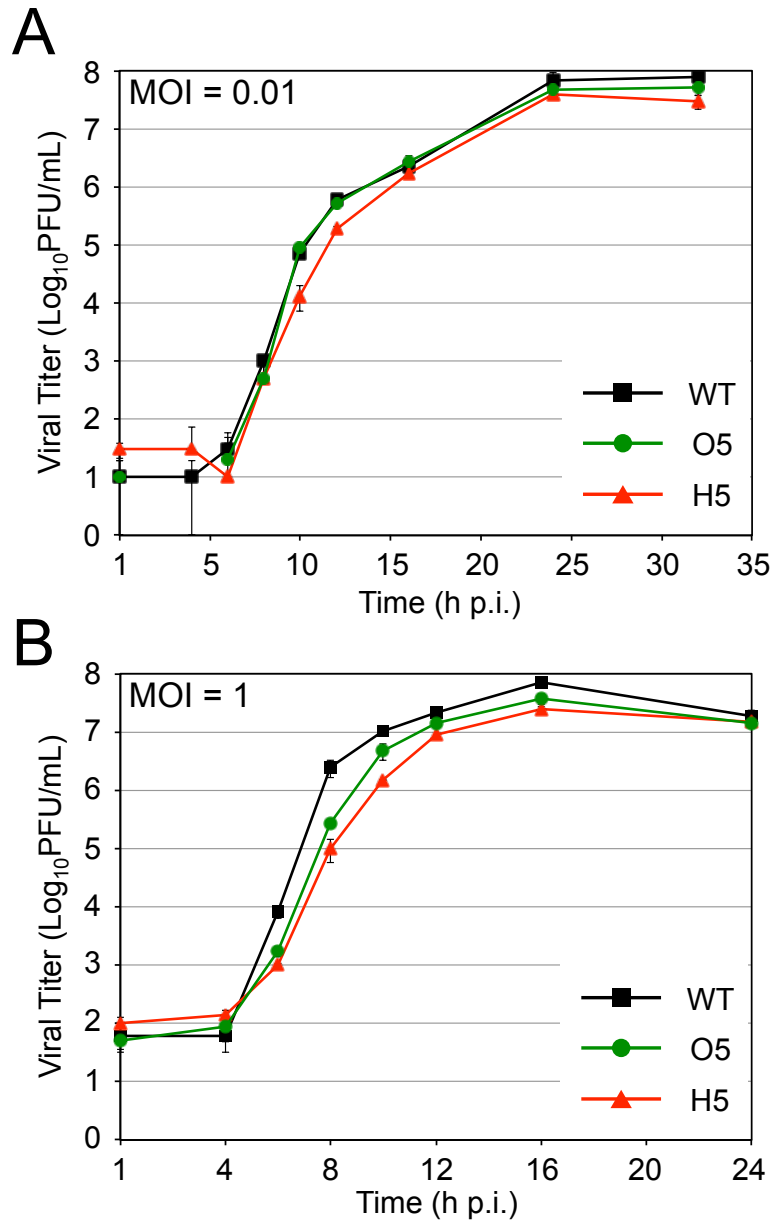 A
MOI = 0.01
Viral Titer (Log₁₀PFU/mL)
8
7
6
5
4
3
2
1
0
WT
O5
H5
1 5 10 15 20 25 30 35
Time (h p.i.)
B
MOI = 1
Viral Titer (Log₁₀PFU/mL)
8
7
6
5
4
3
2
1
0
WT
O5
H5
1 4 8 12 16 20 24
Time (h p.i.)